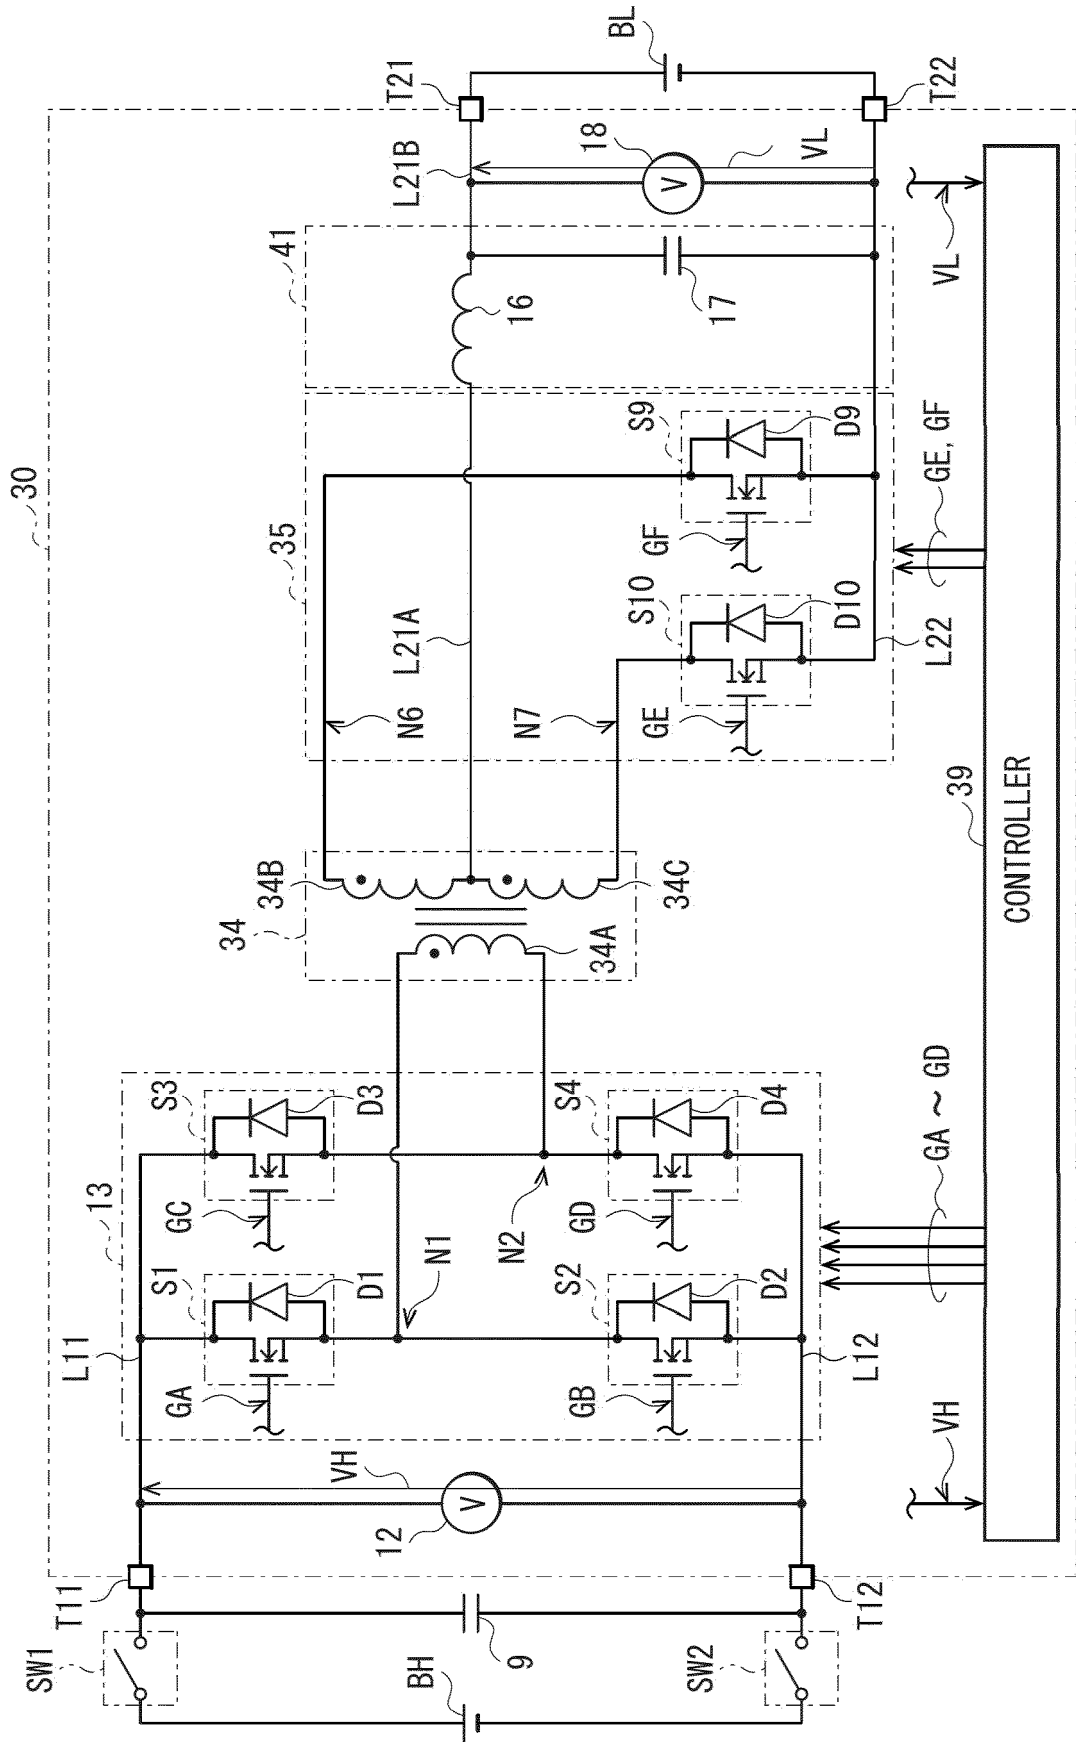 30
SW1
T11
L11
13
S1
S3
GA
GC
D1
D3
VH
12
9
BH
N1
N2
S2
S4
GB
GD
D2
D4
L12
SW2
T12
34
34B
34A
34C
35
N6
L21A
N7
S10
S9
GE
GF
D10
D9
L22
41
16
17
L21B
T21
18
V
V
VL
BL
T22
VH
GA ~ GD
39
CONTROLLER
GE, GF
VL